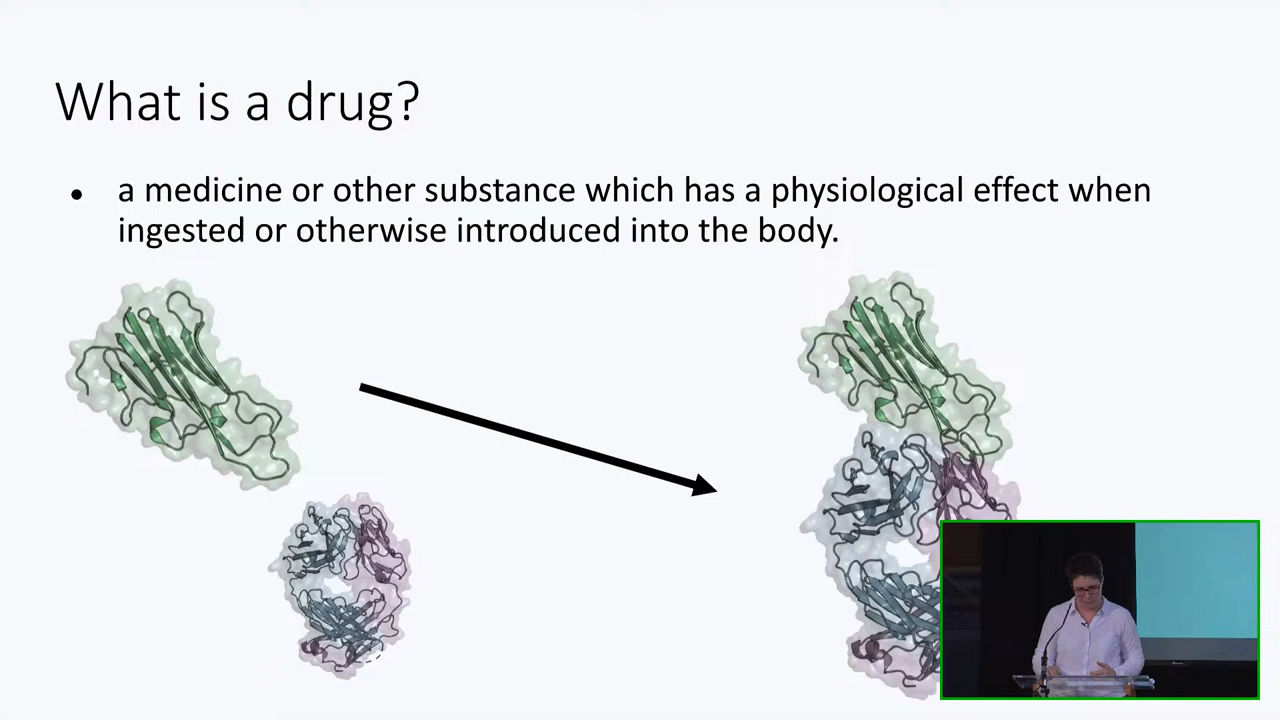 What is a drug?
• a medicine or other substance which has a physiological effect when
ingested or otherwise introduced into the body.